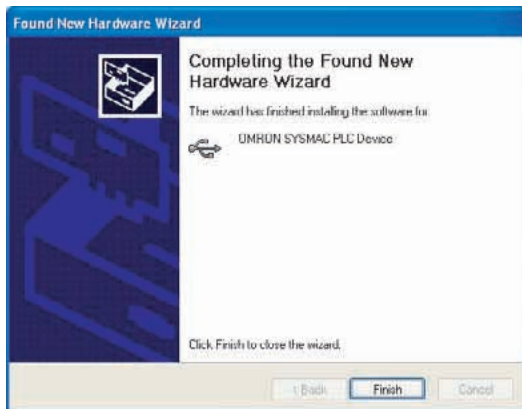 Found New Hardware Wizard
Completing the Found New
Hardware Wizard
The wizard has finished installing the software for:
OMRON SYSMAC PLC Device
Click Finish to close the wizard.
< Back
Finish
Cancel